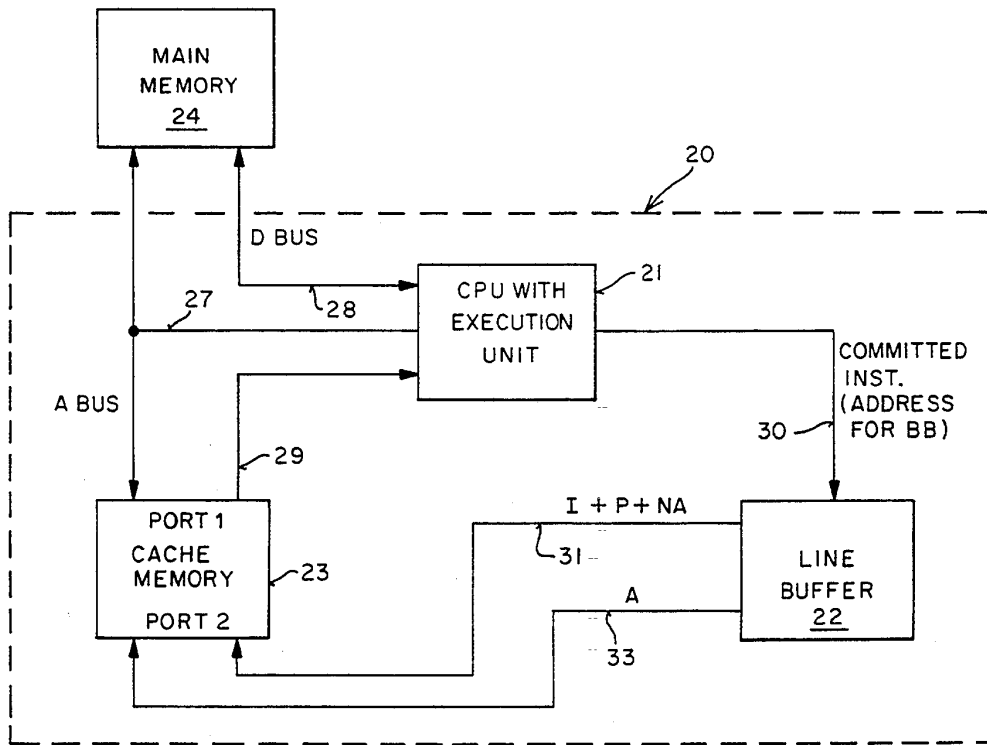 MAIN
MEMORY
24
20
D BUS
27
28
CPU WITH
EXECUTION
UNIT
21
A BUS
29
COMMITTED
INST.
(ADDRESS
FOR BB)
30
PORT 1
CACHE
MEMORY
PORT 2
23
I + P + NA
31
A
33
LINE
BUFFER
22